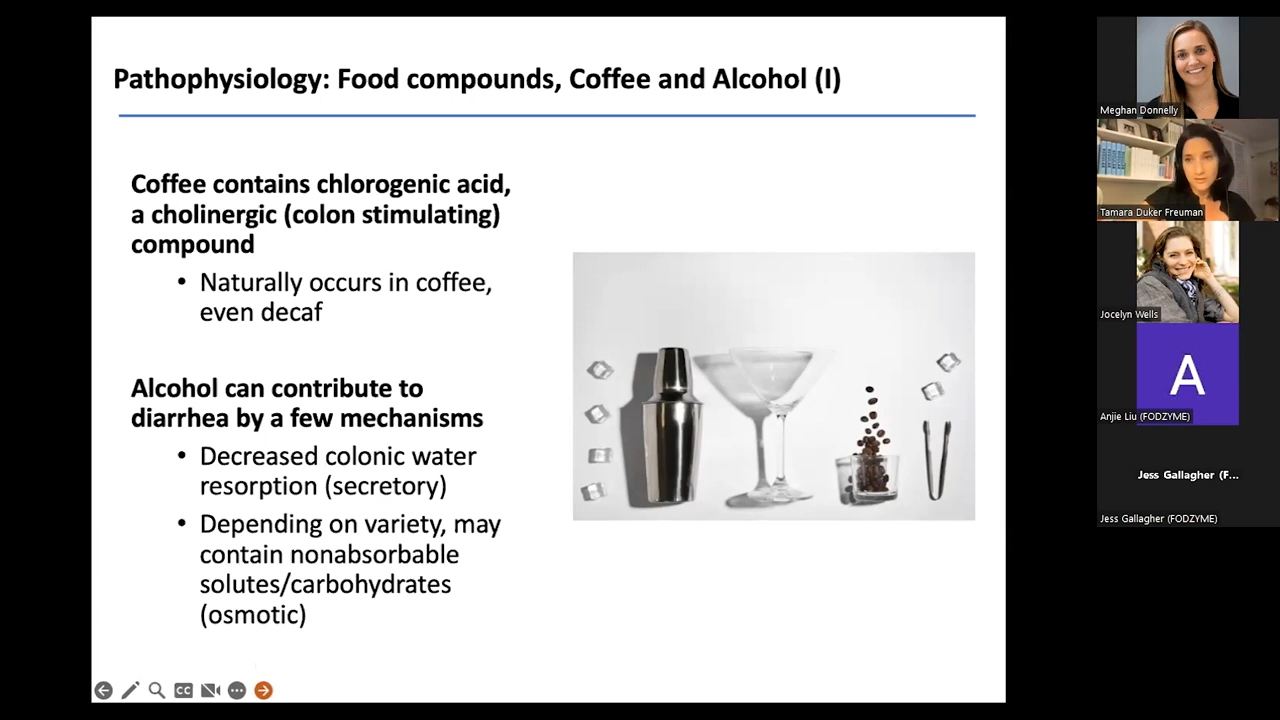 Pathophysiology: Food compounds, Coffee and Alcohol (I)
Coffee contains chlorogenic acid,
a cholinergic (colon stimulating)
compound
• Naturally occurs in coffee,
even decaf
Alcohol can contribute to
diarrhea by a few mechanisms
• Decreased colonic water
resorption (secretory)
• Depending on variety, may
contain nonabsorbable
solutes/carbohydrates
(osmotic)
CC
Meghan Donnelly
Tamara Duker Freuman
Jocelyn Wells
A
Anjie Liu (FODZYME)
Jess Gallagher (F...
Jess Gallagher (FODZYME)